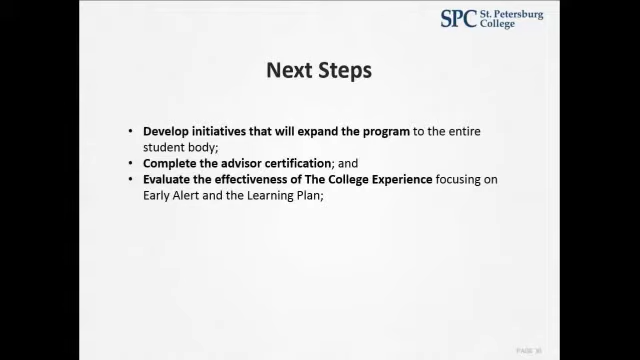 SPC St. Petersburg
College
Next Steps
• Develop initiatives that will expand the program to the entire
student body;
• Complete the advisor certification; and
• Evaluate the effectiveness of The College Experience focusing on
Early Alert and the Learning Plan;
PAGE